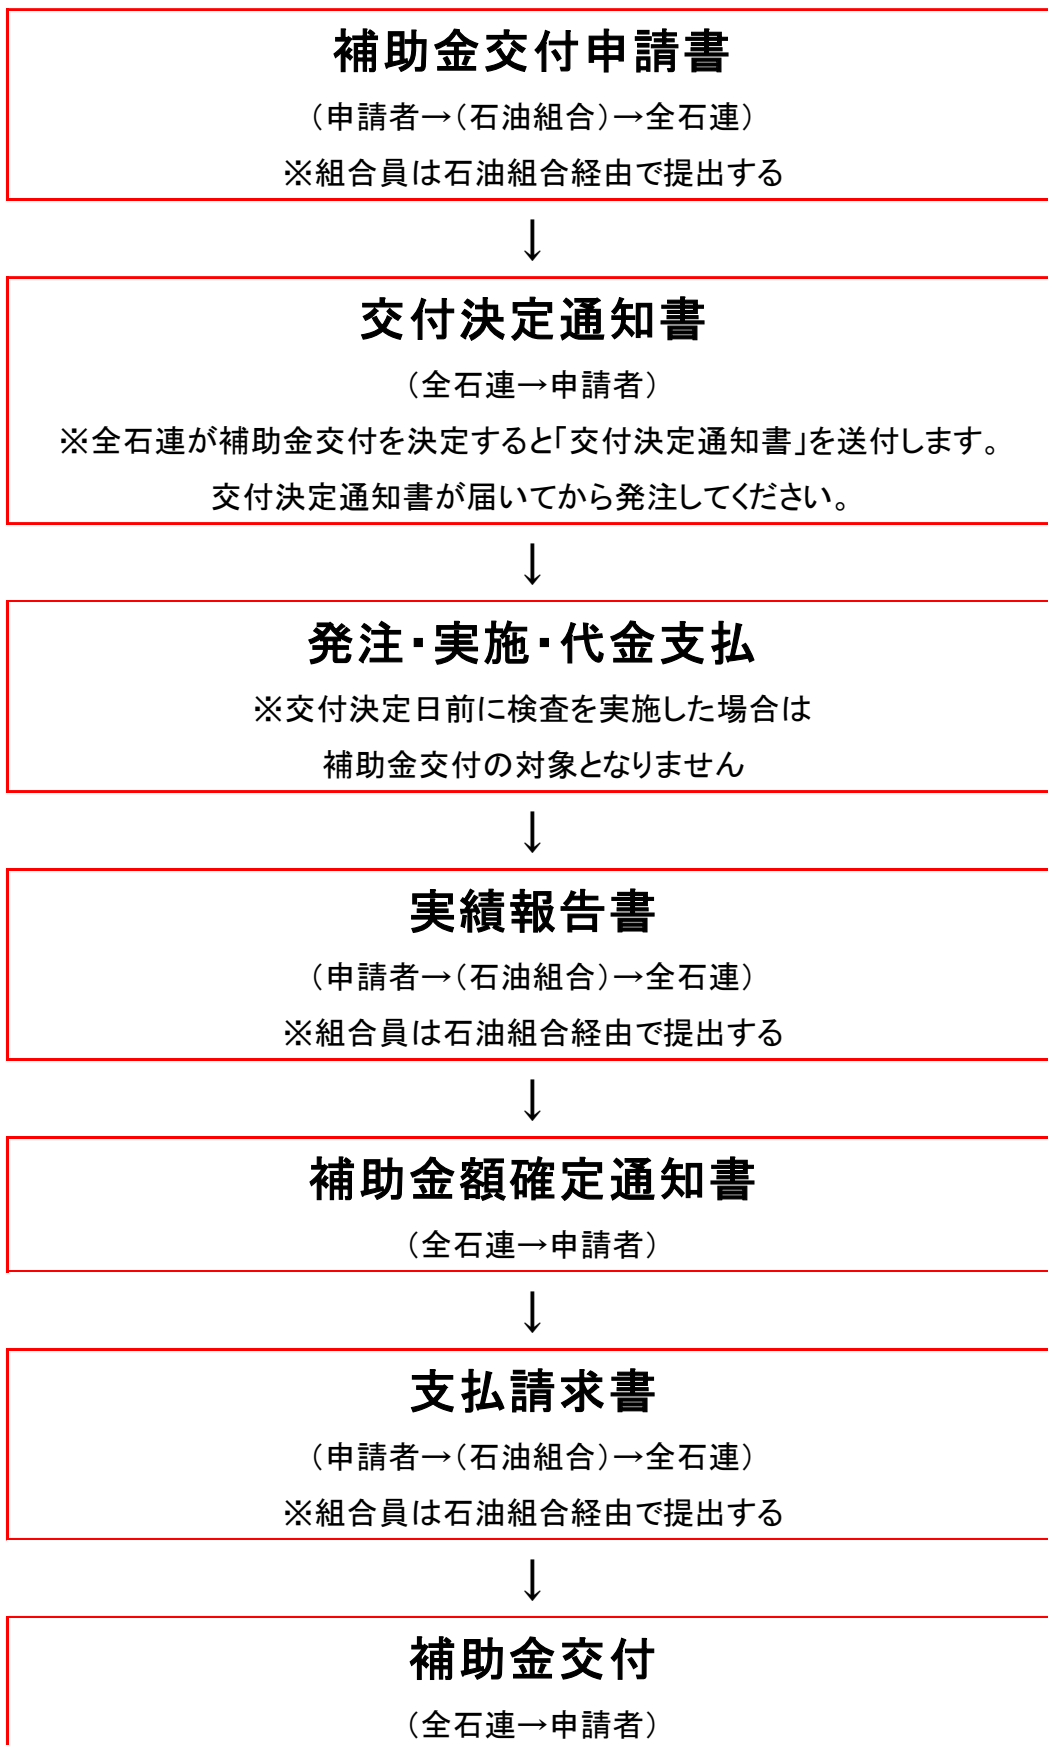 補助金交付申請書
（申請者→（石油組合）→全石連）
※組合員は石油組合経由で提出する
↓
交付決定通知書
（全石連→申請者）
※全石連が補助金交付を決定すると「交付決定通知書」を送付します。
交付決定通知書が届いてから発注してください。
↓
発注・実施・代金支払
※交付決定日前に検査を実施した場合は
補助金交付の対象となりません
↓
実績報告書
（申請者→（石油組合）→全石連）
※組合員は石油組合経由で提出する
↓
補助金額確定通知書
（全石連→申請者）
↓
支払請求書
（申請者→（石油組合）→全石連）
※組合員は石油組合経由で提出する
↓
補助金交付
（全石連→申請者）